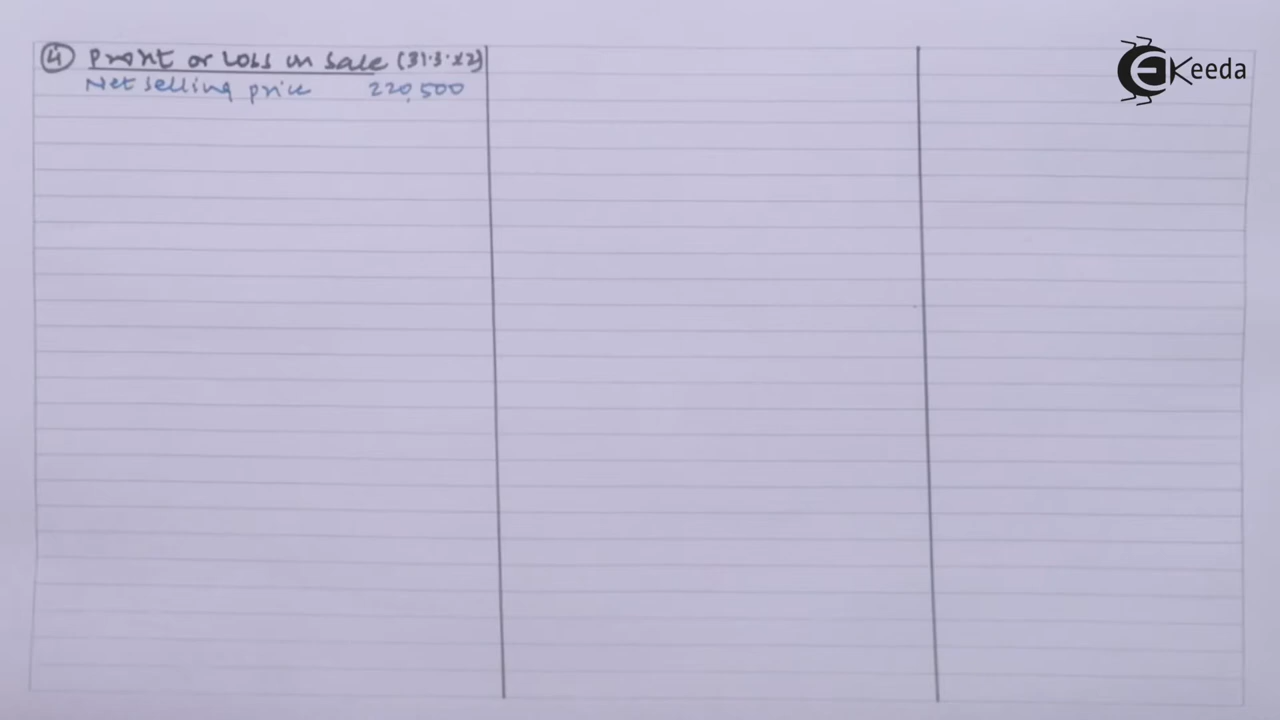 ④ Profit or Loss on Sale (31.3.X2)
Net selling price 220,500
EKeeda